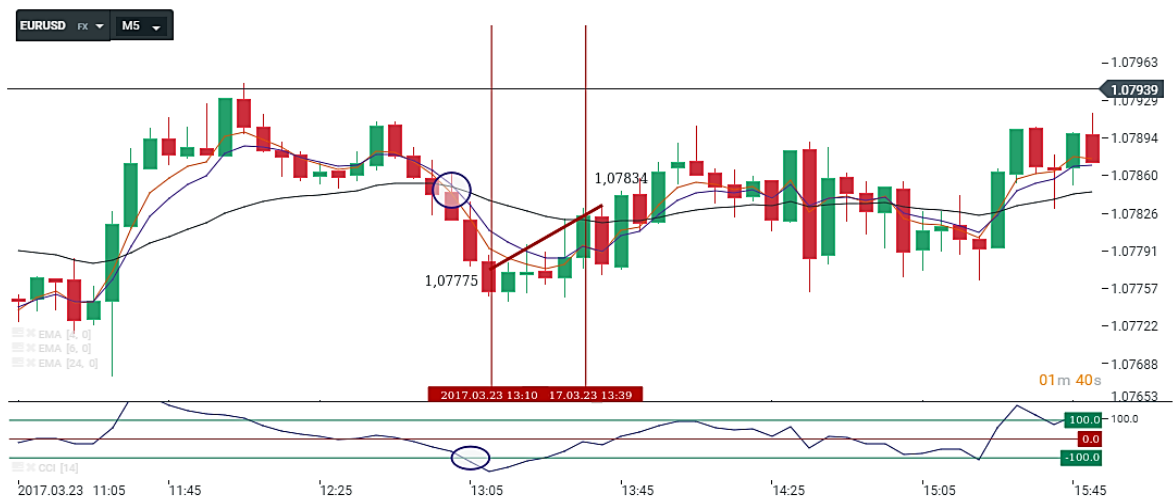 EURUSD FX M5
1.07963
1.07939
1.07929
1.07894
1.07860
1,07834
1.07826
1.07791
1,07775
1.07757
1.07722
EMA [4, 0]
EMA [6, 0]
EMA [24, 0]
1.07688
01m 40s
2017.03.23 13:10 17.03.23 13:39
1.07653
100.0 100.0
0.0
-100.0
CCI [14]
2017.03.23 11:05 11:45 12:25 13:05 13:45 14:25 15:05 15:45